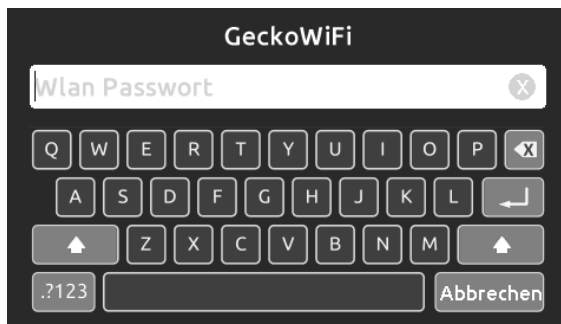 GeckoWiFi
Wlan Passwort
X
Q W E R T Y U I O P X
A S D F G H J K L
Z X C V B N M
.?123 Abbrechen